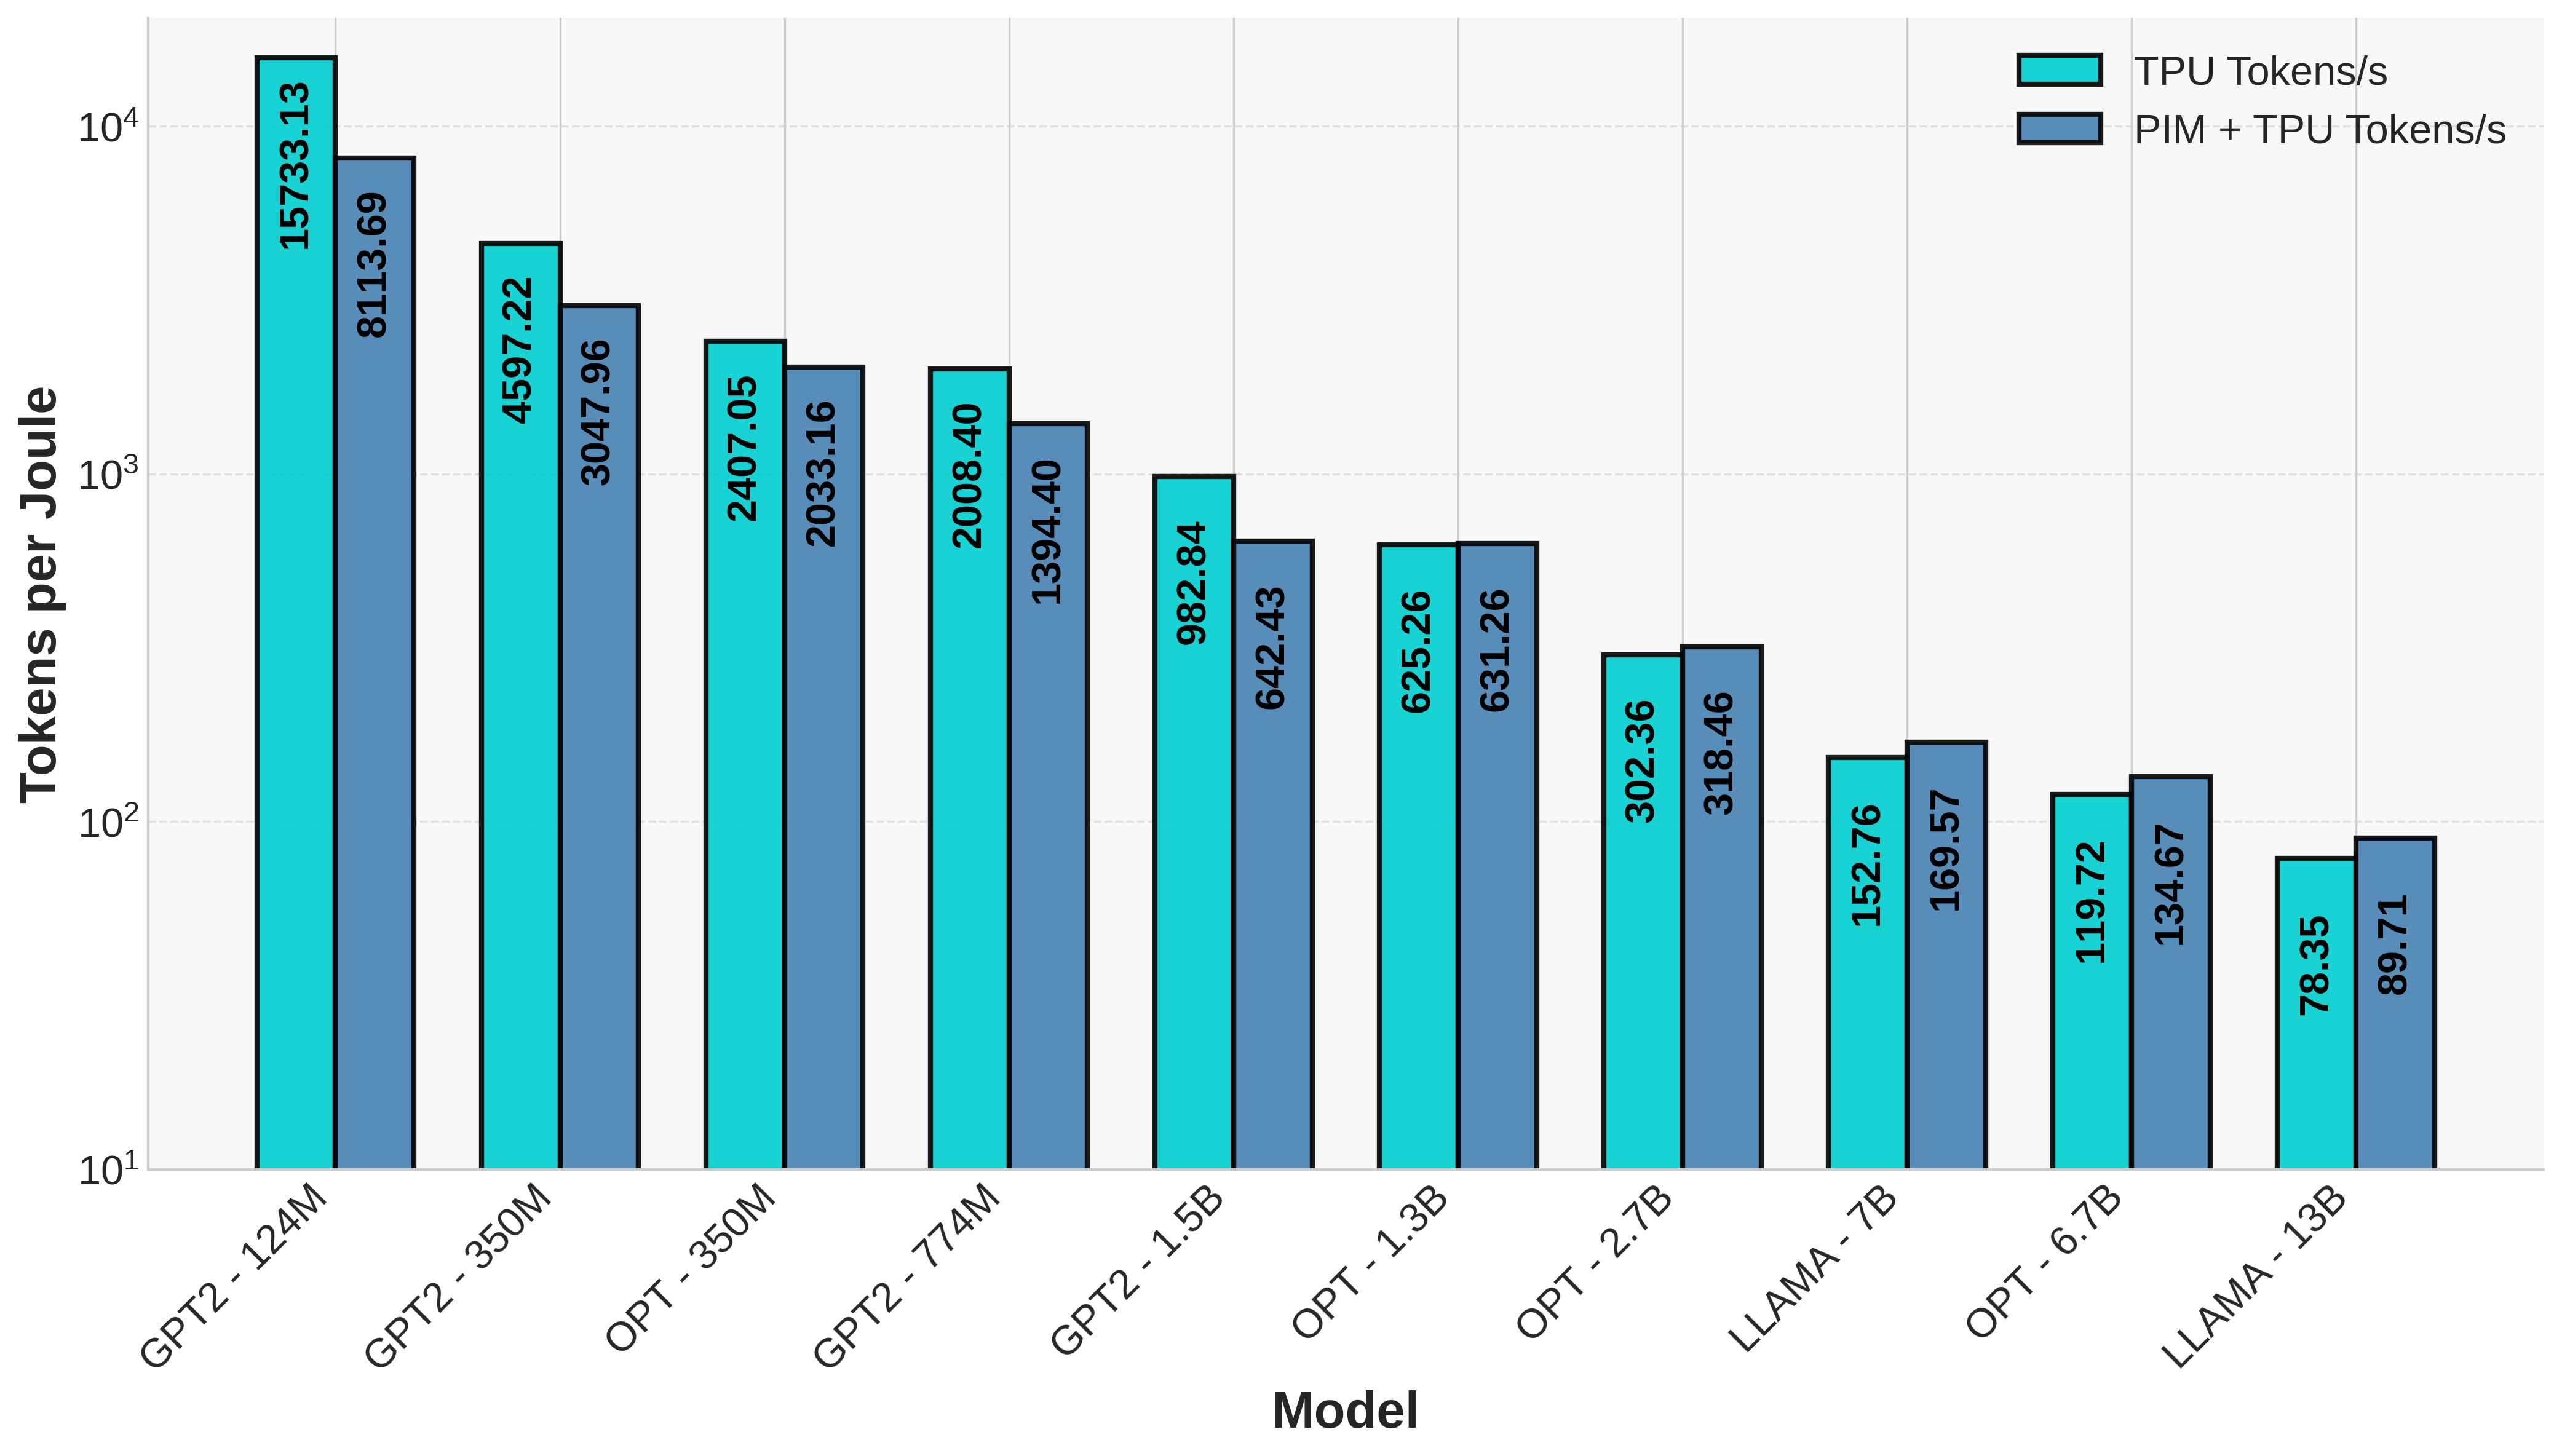 TPU Tokens/s
PIM + TPU Tokens/s
Tokens per Joule
10⁴
10³
10²
10¹
15733.13
8113.69
4597.22
3047.96
2407.05
2033.16
2008.40
1394.40
982.84
642.43
625.26
631.26
302.36
318.46
152.76
169.57
119.72
134.67
78.35
89.71
GPT2 - 124M
GPT2 - 350M
OPT - 350M
GPT2 - 774M
GPT2 - 1.5B
OPT - 1.3B
OPT - 2.7B
LLAMA - 7B
OPT - 6.7B
LLAMA - 13B
Model